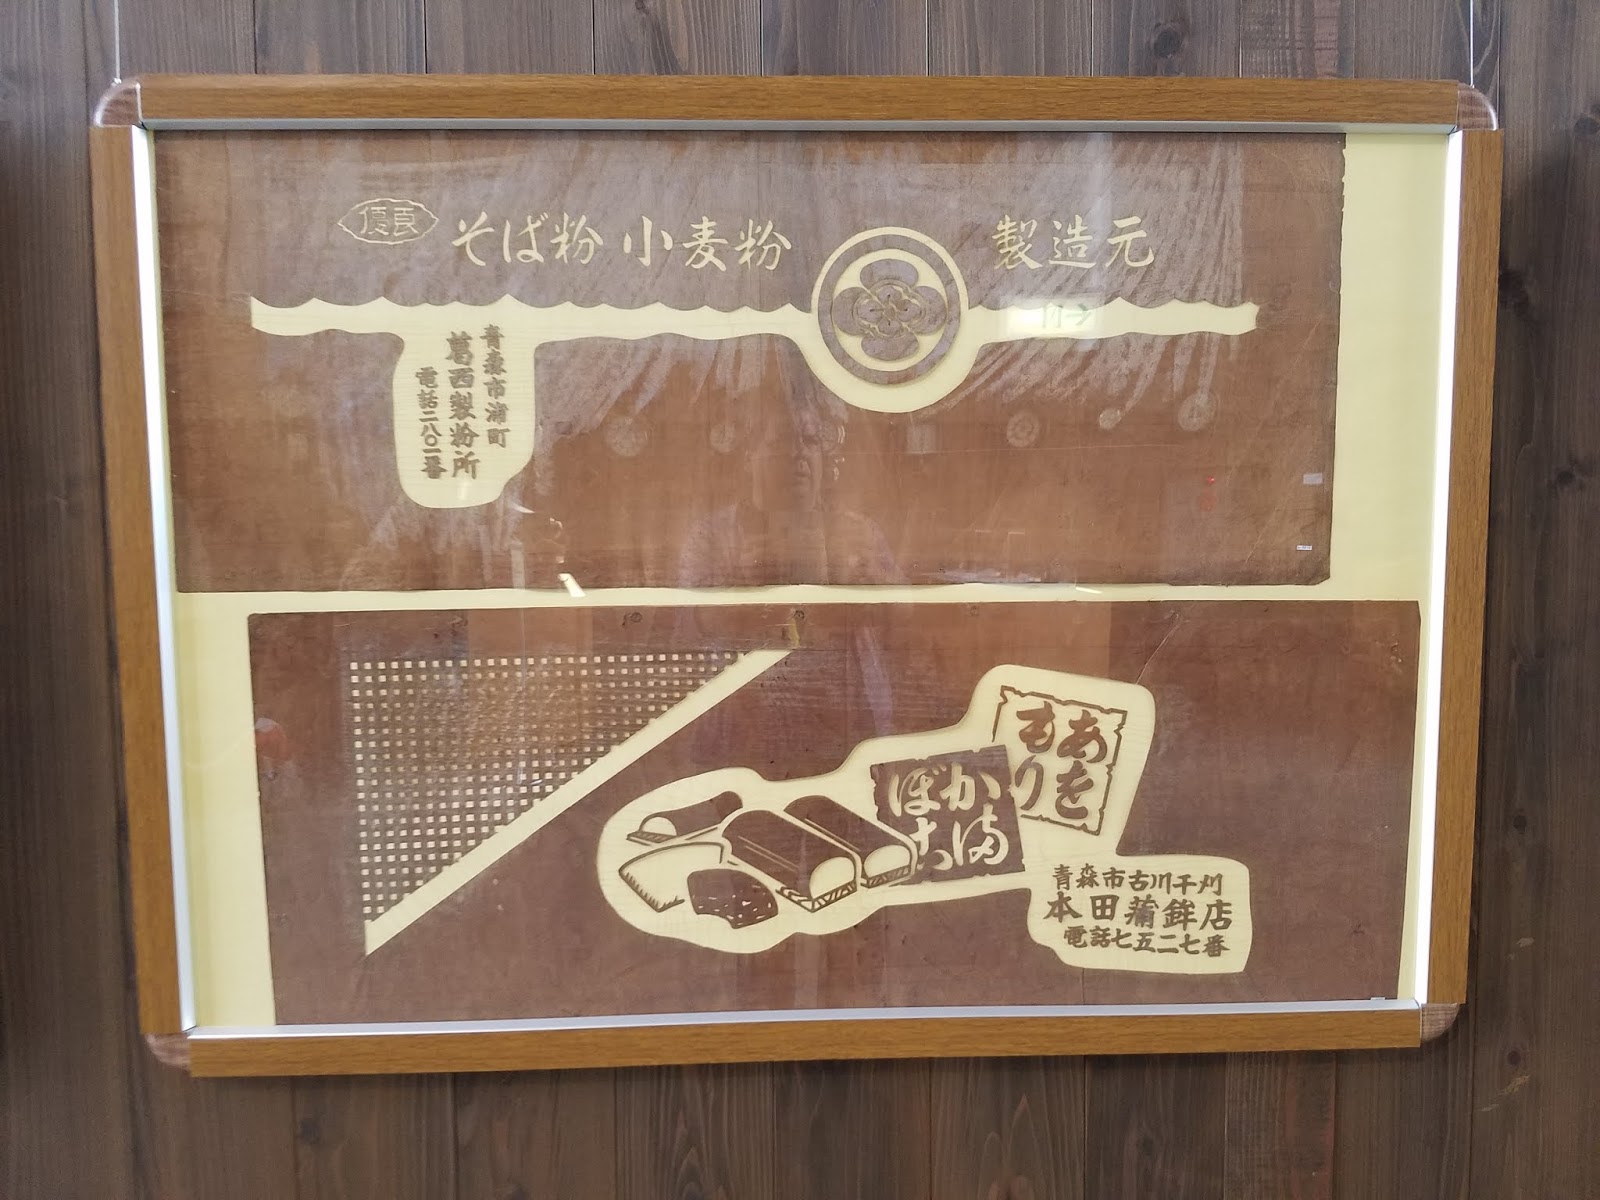 優良
そば粉 小麦粉 製造元
青森市浦町
葛西製粉所
電話二八〇一番
あを
もり
かま
ぼこ
青森市古川千刈
本田蒲鉾店
電話七五二七番